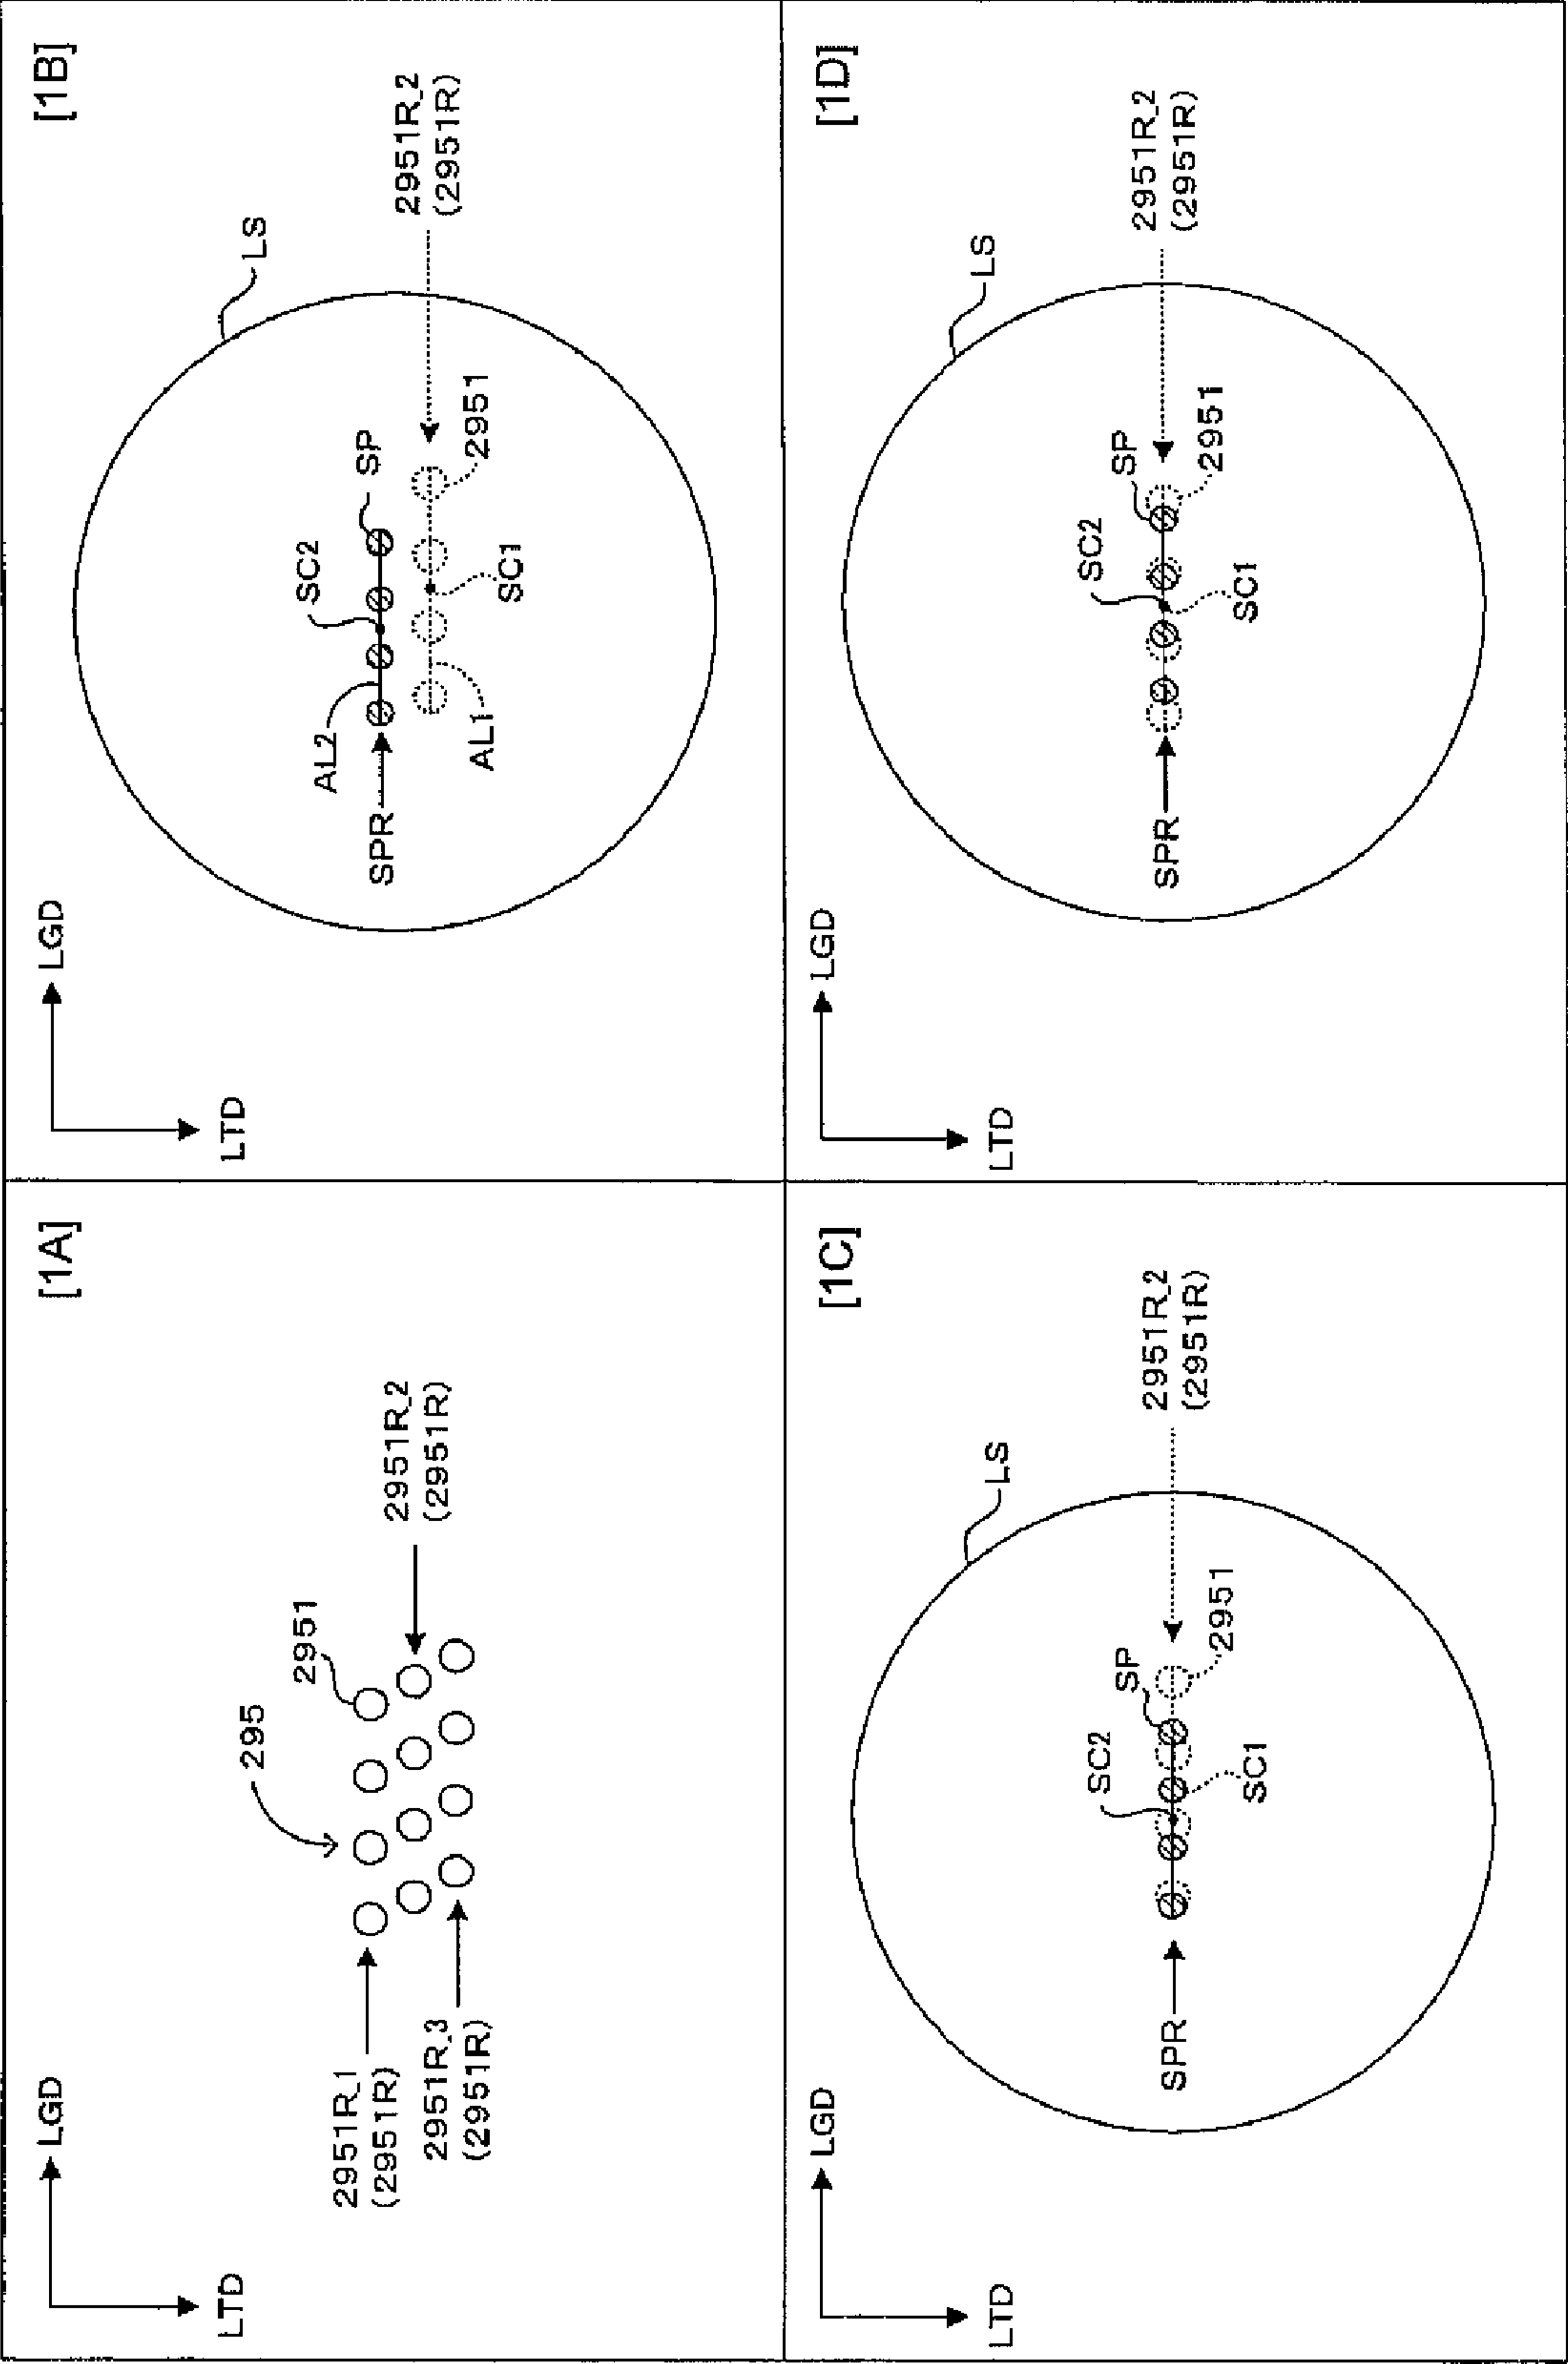 [1A]
LGD
LTD
295
2951
2951R_1
(2951R)
2951R_2
(2951R)
2951R_3
(2951R)
[1B]
LGD
LTD
LS
SC2
SP
AL2
SPR
2951R_2
(2951R)
2951
AL1
SC1
[1C]
LGD
LTD
LS
SC2
SP
2951R_2
(2951R)
SPR
2951
SC1
[1D]
LGD
LTD
LS
SC2
SP
2951R_2
(2951R)
SPR
2951
SC1